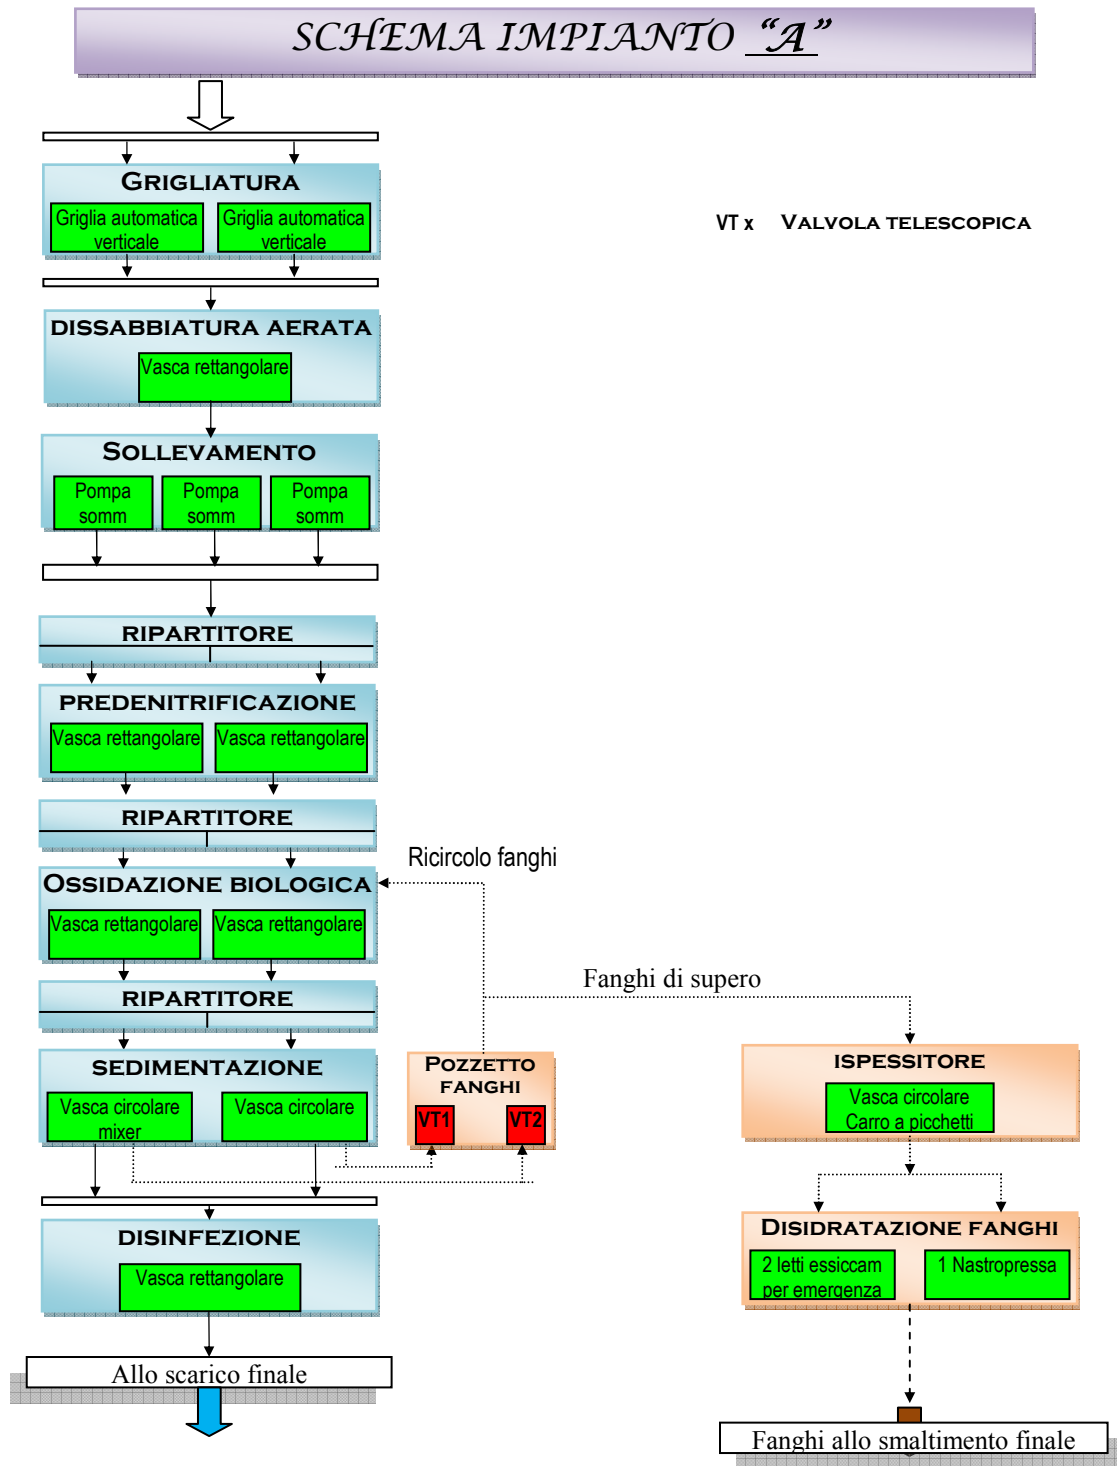 SCHEMA IMPIANTO "A"
GRIGLIATURA
Griglia automatica
verticale
Griglia automatica
verticale
VT x VALVOLA TELESCOPICA
DISSABBIATURA AERATA
Vasca rettangolare
SOLLEVAMENTO
Pompa
somm
Pompa
somm
Pompa
somm
RIPARTITORE
PREDENITRIFICAZIONE
Vasca rettangolare
Vasca rettangolare
RIPARTITORE
Ricircolo fanghi
OSSIDAZIONE BIOLOGICA
Vasca rettangolare
Vasca rettangolare
Fanghi di supero
RIPARTITORE
SEDIMENTAZIONE
Vasca circolare
mixer
Vasca circolare
POZZETTO
FANGHI
VT1
VT2
ISPESSITORE
Vasca circolare
Carro a picchetti
DISINFEZIONE
Vasca rettangolare
DISIDRATAZIONE FANGHI
2 letti essiccam
per emergenza
1 Nastropressa
Allo scarico finale
Fanghi allo smaltimento finale